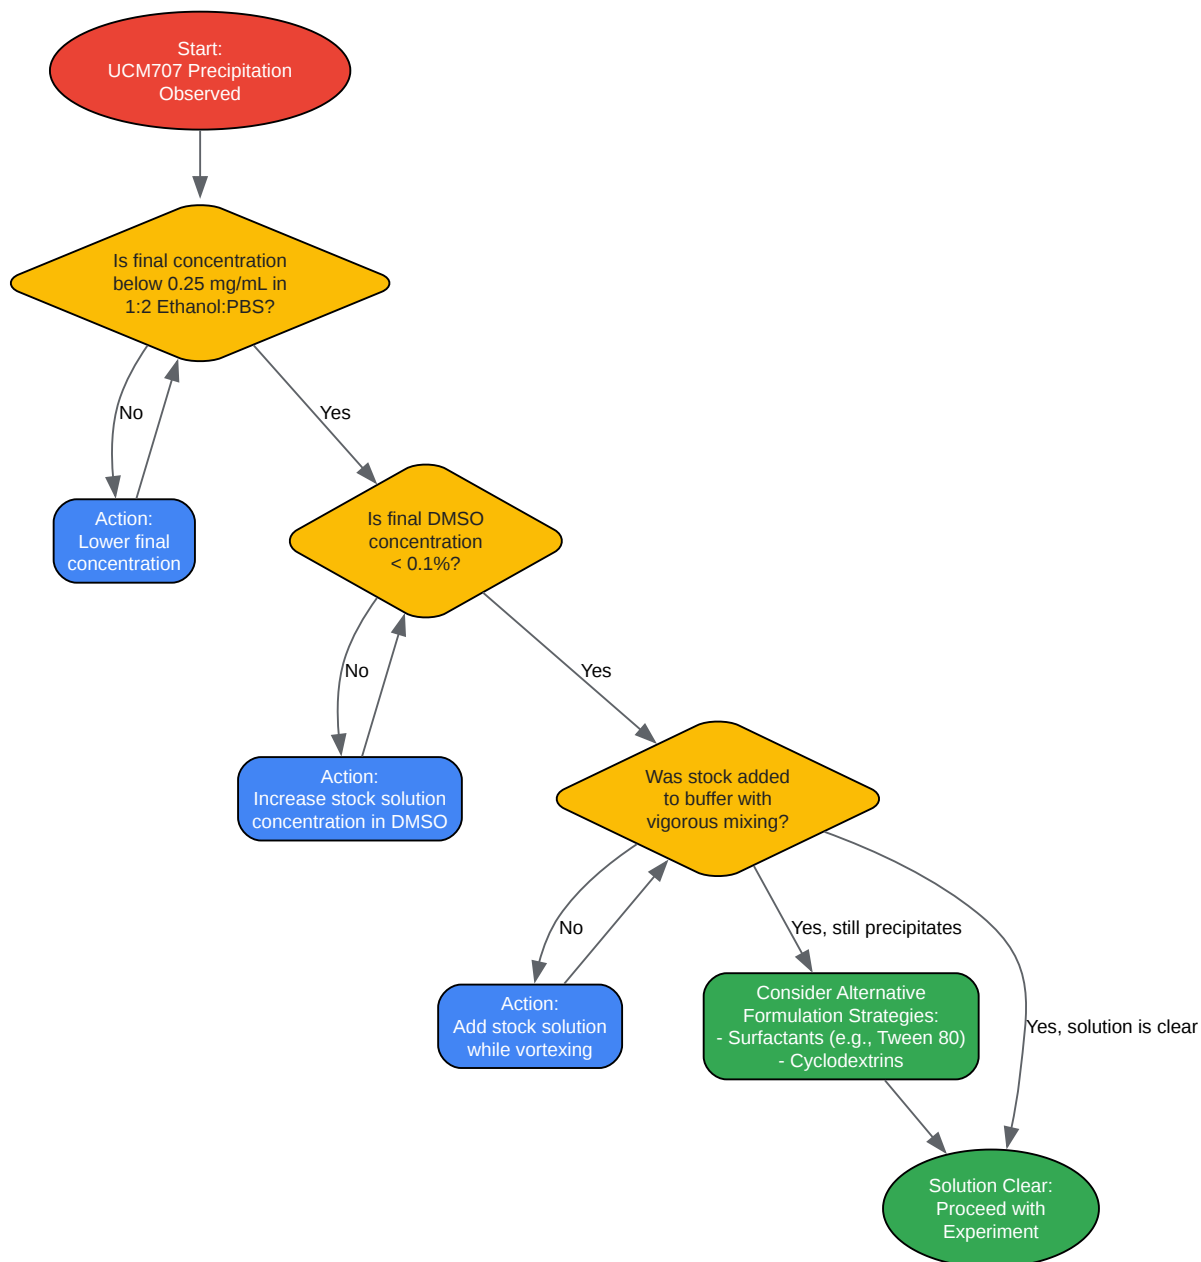 Start:
UCM707 Precipitation
Observed
Is final concentration
below 0.25 mg/mL in
1:2 Ethanol:PBS?
No
Yes
Action:
Lower final
concentration
Is final DMSO
concentration
< 0.1%?
No
Yes
Action:
Increase stock solution
concentration in DMSO
Was stock added
to buffer with
vigorous mixing?
No
Yes, still precipitates
Yes, solution is clear
Action:
Add stock solution
while vortexing
Consider Alternative
Formulation Strategies:
- Surfactants (e.g., Tween 80)
- Cyclodextrins
Solution Clear:
Proceed with
Experiment